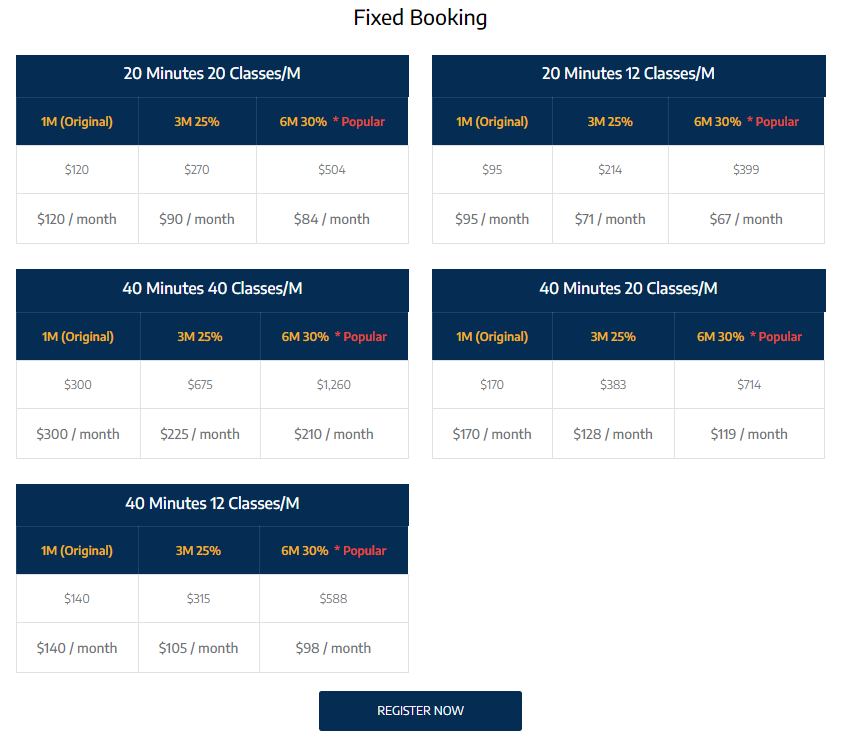 Fixed Booking
20 Minutes 20 Classes/M
1M (Original) 3M 25% 6M 30% * Popular
$120 $270 $504
$120 / month $90 / month $84 / month
20 Minutes 12 Classes/M
1M (Original) 3M 25% 6M 30% * Popular
$95 $214 $399
$95 / month $71 / month $67 / month
40 Minutes 40 Classes/M
1M (Original) 3M 25% 6M 30% * Popular
$300 $675 $1,260
$300 / month $225 / month $210 / month
40 Minutes 20 Classes/M
1M (Original) 3M 25% 6M 30% * Popular
$170 $383 $714
$170 / month $128 / month $119 / month
40 Minutes 12 Classes/M
1M (Original) 3M 25% 6M 30% * Popular
$140 $315 $588
$140 / month $105 / month $98 / month
REGISTER NOW